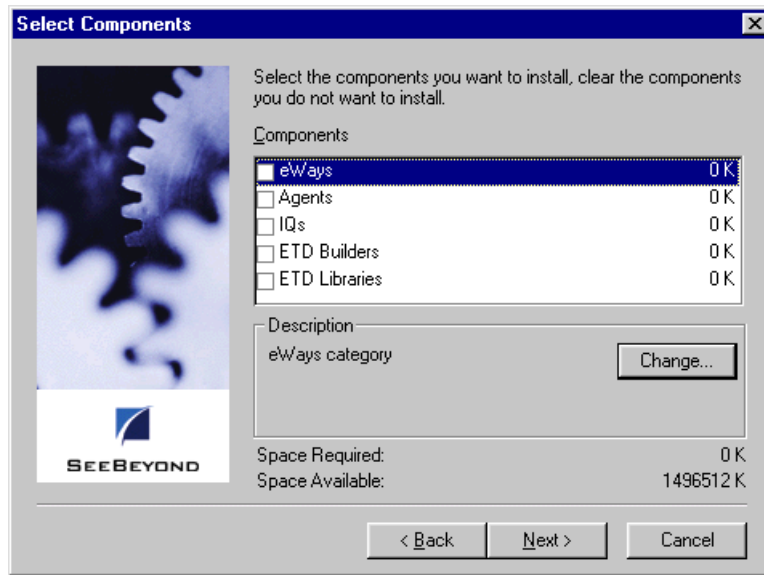 Select Components
Select the components you want to install, clear the components
you do not want to install.
Components
eWays 0 K
Agents 0 K
IQs 0 K
ETD Builders 0 K
ETD Libraries 0 K
Description
eWays category
Change...
SEEBEYOND
Space Required: 0 K
Space Available: 1496512 K
< Back Next > Cancel